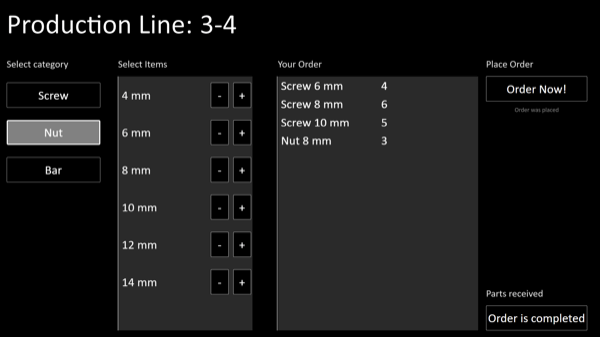 Production Line: 3-4
Select category
Select Items
Your Order
Place Order
Screw
Nut
Bar
4 mm - +
6 mm - +
8 mm - +
10 mm - +
12 mm - +
14 mm - +
Screw 6 mm 4
Screw 8 mm 6
Screw 10 mm 5
Nut 8 mm 3
Order Now!
Order was placed
Parts received
Order is completed